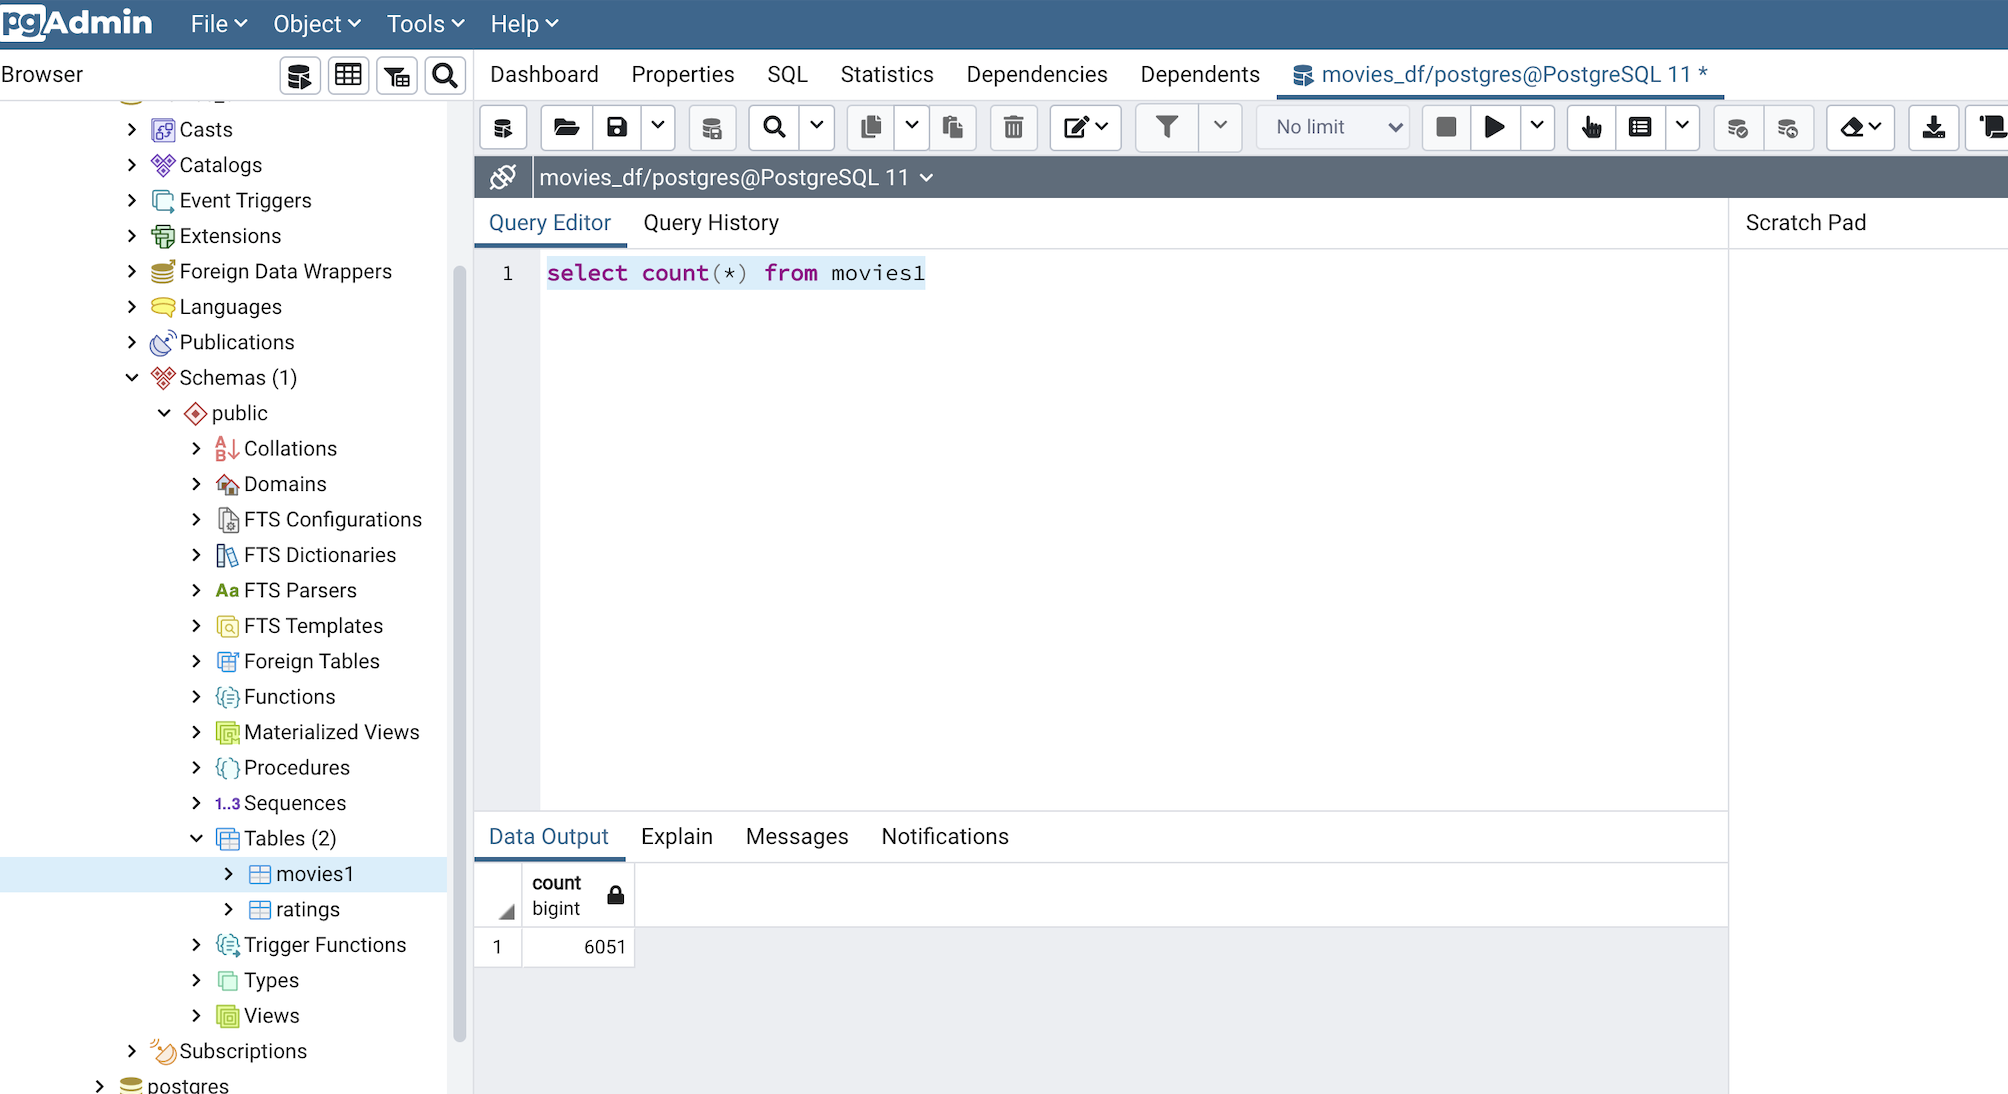 pgAdmin File Object Tools Help
Browser
Dashboard Properties SQL Statistics Dependencies Dependents movies_df/postgres@PostgreSQL 11 *
No limit
movies_df/postgres@PostgreSQL 11
Query Editor Query History
Scratch Pad
1 select count(*) from movies1
Casts
Catalogs
Event Triggers
Extensions
Foreign Data Wrappers
Languages
Publications
Schemas (1)
public
Collations
Domains
FTS Configurations
FTS Dictionaries
Aa FTS Parsers
FTS Templates
Foreign Tables
Functions
Materialized Views
Procedures
1..3 Sequences
Tables (2)
movies1
ratings
Trigger Functions
Types
Views
Subscriptions
postgres
Data Output Explain Messages Notifications
count
bigint
1 6051